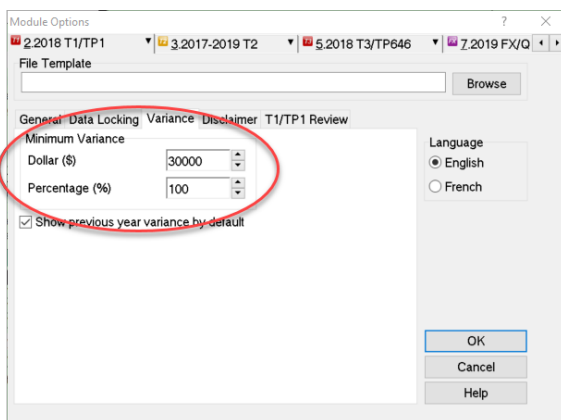 Module Options
2.2018 T1/TP1 3.2017-2019 T2 5.2018 T3/TP646 7.2019 FX/Q
File Template
Browse
General Data Locking Variance Disclaimer T1/TP1 Review
Minimum Variance
Dollar ($) 30000
Percentage (%) 100
Show previous year variance by default
Language
English
French
OK
Cancel
Help